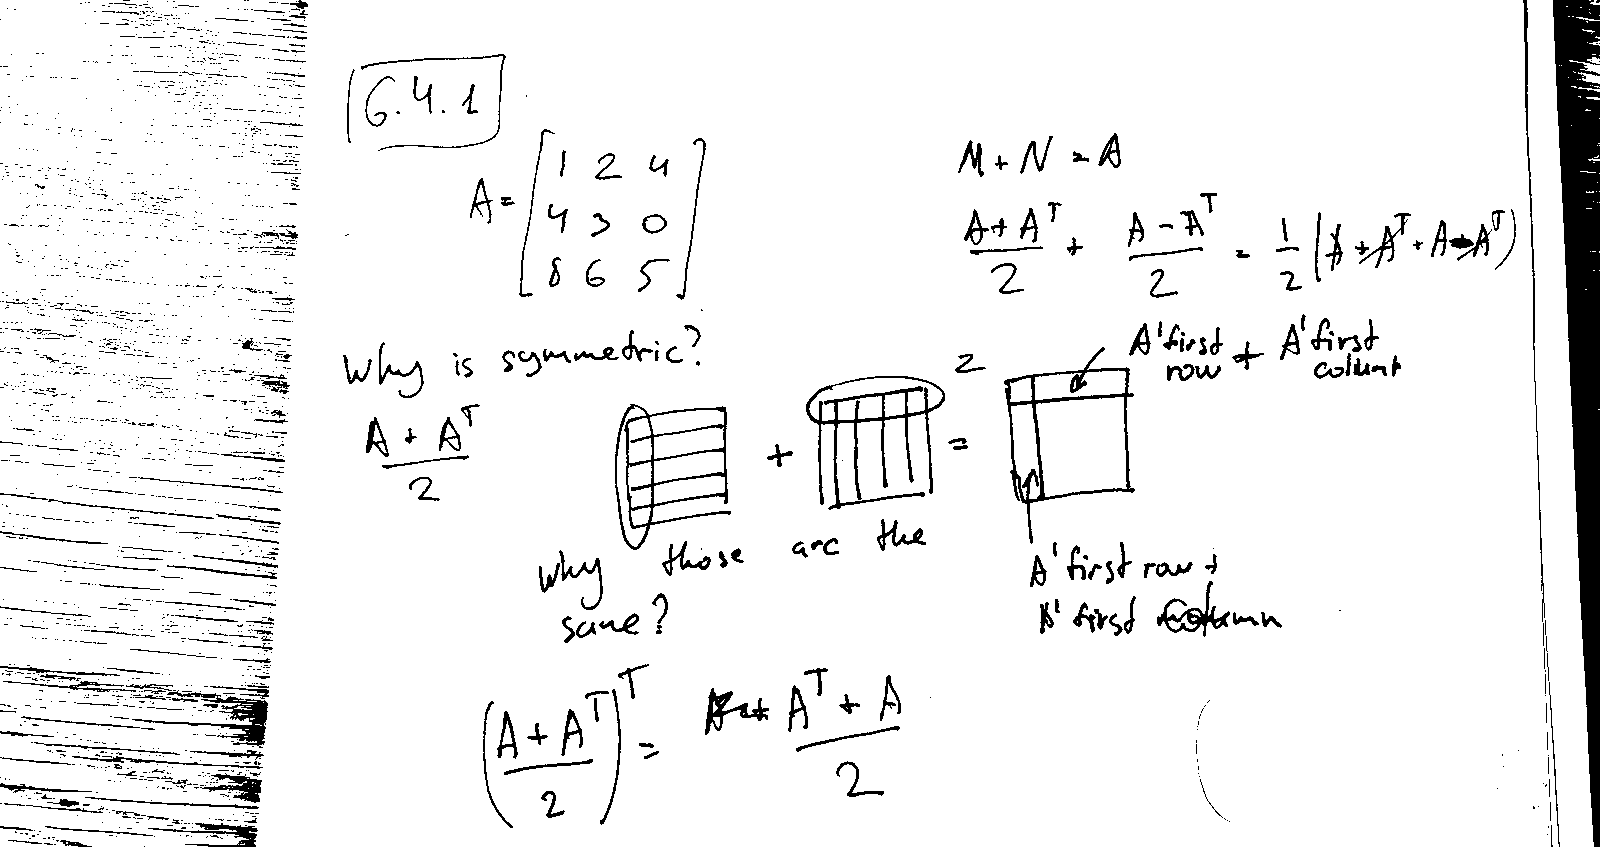 6.4.1
A = [1 2 4
4 3 0
8 6 5]
M + N = A
(A + A^T)/2 + (A - A^T)/2 = 1/2 (A + A^T + A - A^T)
Why is symmetric?
(A + A^T)/2
+ =
2
A' first row + A' first column
Why those are the same?
A' first row +
A' first column
((A + A^T)/2)^T = (A^T + A)/2